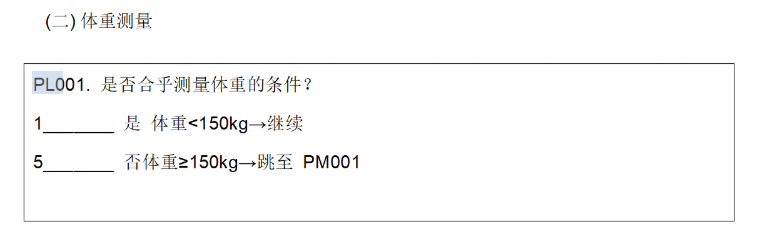 (二) 体重测量
PL001. 是否合乎测量体重的条件?
1_______ 是 体重<150kg→继续
5_______ 否体重≥150kg→跳至 PM001